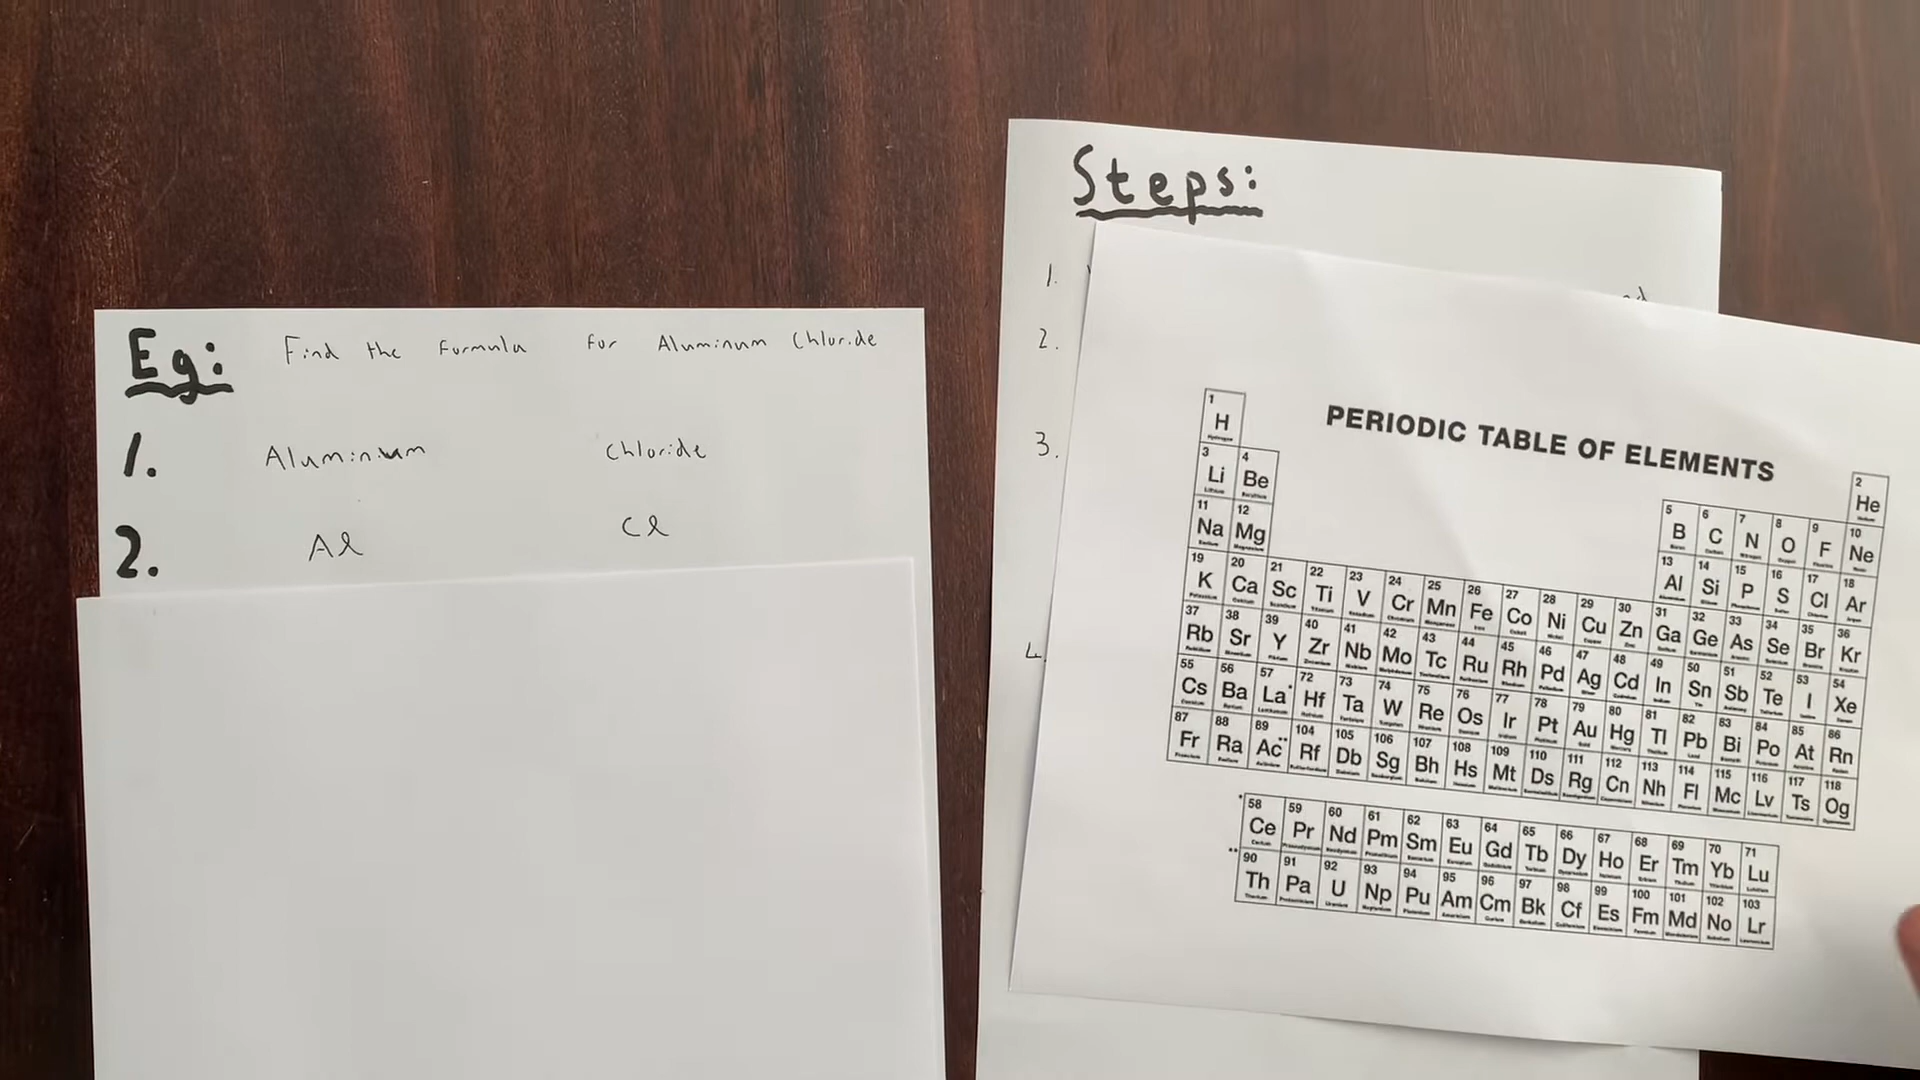 Eg: Find the formula for Aluminum Chloride
1. Aluminium Chloride
2. Al Cl
Steps:
1.
2.
3.
4.
PERIODIC TABLE OF ELEMENTS
1 2
H He
3 4 5 6 7 8 9 10
Li Be B C N O F Ne
11 12 13 14 15 16 17 18
Na Mg Al Si P S Cl Ar
19 20 21 22 23 24 25 26 27 28 29 30 31 32 33 34 35 36
K Ca Sc Ti V Cr Mn Fe Co Ni Cu Zn Ga Ge As Se Br Kr
37 38 39 40 41 42 43 44 45 46 47 48 49 50 51 52 53 54
Rb Sr Y Zr Nb Mo Tc Ru Rh Pd Ag Cd In Sn Sb Te I Xe
55 56 57 72 73 74 75 76 77 78 79 80 81 82 83 84 85 86
Cs Ba La* Hf Ta W Re Os Ir Pt Au Hg Tl Pb Bi Po At Rn
87 88 89 104 105 106 107 108 109 110 111 112 113 114 115 116 117 118
Fr Ra Ac** Rf Db Sg Bh Hs Mt Ds Rg Cn Nh Fl Mc Lv Ts Og
* 58 59 60 61 62 63 64 65 66 67 68 69 70 71
Ce Pr Nd Pm Sm Eu Gd Tb Dy Ho Er Tm Yb Lu
** 90 91 92 93 94 95 96 97 98 99 100 101 102 103
Th Pa U Np Pu Am Cm Bk Cf Es Fm Md No Lr